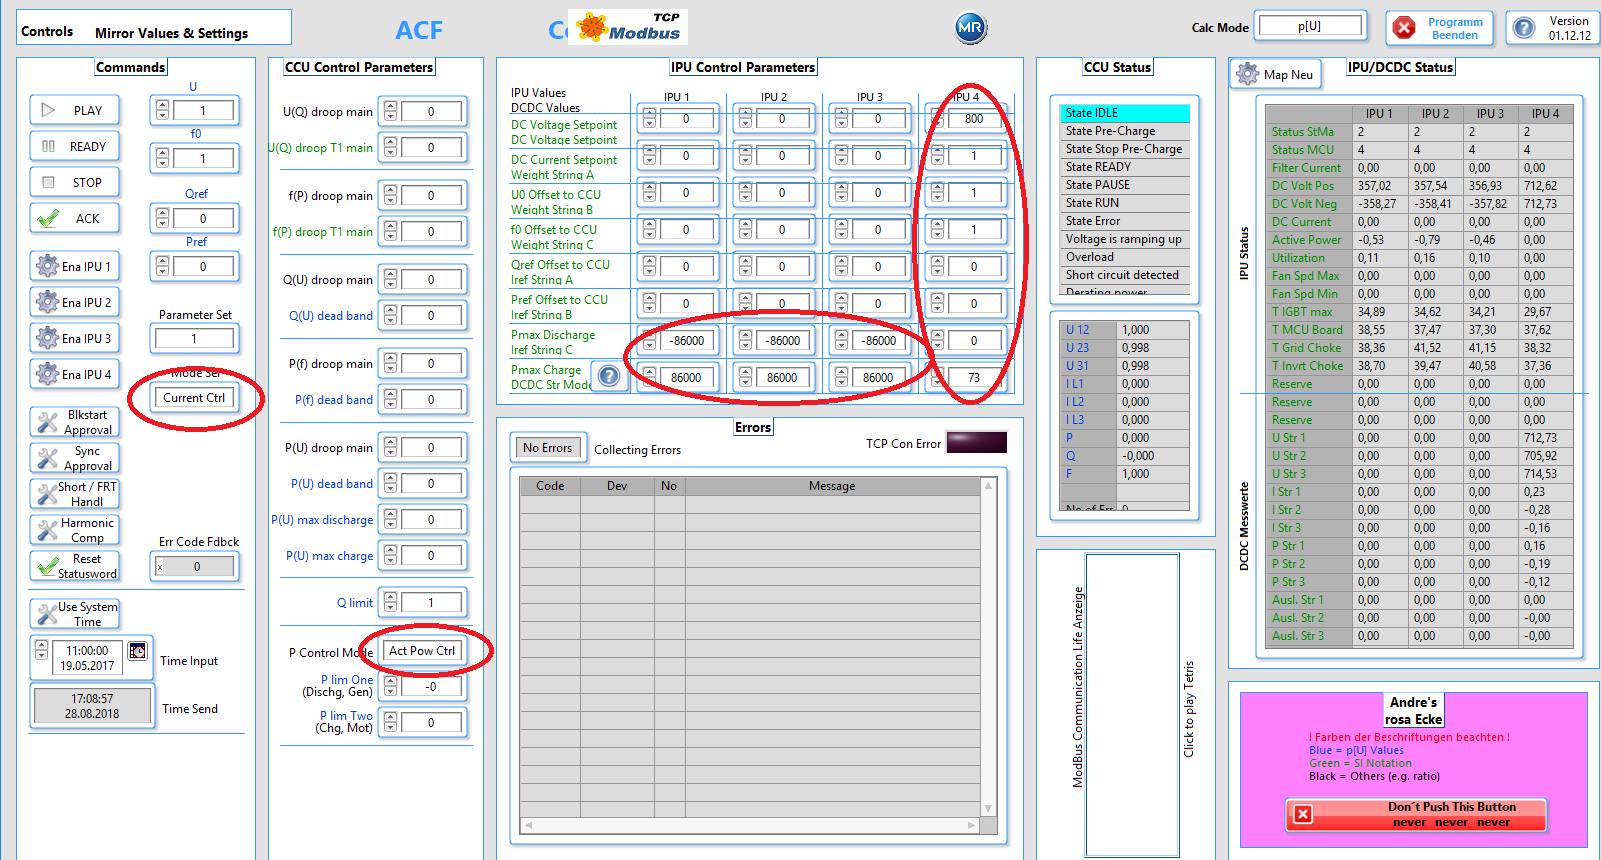 Controls Mirror Values & Settings
ACF
C
TCP
Modbus
MR
Calc Mode p[U]
Programm
Beenden
Version
01.12.12
Commands
PLAY
READY
STOP
ACK
Ena IPU 1
Ena IPU 2
Ena IPU 3
Ena IPU 4
Blkstart
Approval
Sync
Approval
Short / FRT
Handl
Harmonic
Comp
Reset
Statusword
Use System
Time
U
1
f0
1
Qref
0
Pref
0
Parameter Set
1
Mode Sel
Current Ctrl
Err Code Fdbck
x 0
11:00:00
19.05.2017
Time Input
17:08:57
28.08.2018
Time Send
CCU Control Parameters
U(Q) droop main 0
U(Q) droop T1 main 0
f(P) droop main 0
f(P) droop T1 main 0
Q(U) droop main 0
Q(U) dead band 0
P(f) droop main 0
P(f) dead band 0
P(U) droop main 0
P(U) dead band 0
P(U) max discharge 0
P(U) max charge 0
Q limit 1
P Control Mode Act Pow Ctrl
P lim One
(Dischg, Gen)
-0
P lim Two
(Chg, Mot)
0
IPU Control Parameters
IPU Values
DCDC Values
IPU 1 IPU 2 IPU 3 IPU 4
DC Voltage Setpoint
DC Voltage Setpoint
0 0 0 800
DC Current Setpoint
Weight String A
0 0 0 1
U0 Offset to CCU
Weight String B
0 0 0 1
f0 Offset to CCU
Weight String C
0 0 0 1
Qref Offset to CCU
Iref String A
0 0 0 0
Pref Offset to CCU
Iref String B
0 0 0 0
Pmax Discharge
Iref String C
-86000 -86000 -86000 0
Pmax Charge
DCDC Str Mode
86000 86000 86000 73
Errors
No Errors Collecting Errors
TCP Con Error
Code Dev No Message
CCU Status
State IDLE
State Pre-Charge
State Stop Pre-Charge
State READY
State PAUSE
State RUN
State Error
Voltage is ramping up
Overload
Short circuit detected
Derating power
U 12 1,000
U 23 0,998
U 31 0,998
I L1 0,000
I L2 0,000
I L3 0,000
P 0,000
Q -0,000
F 1,000
No of Err 0
ModBus Communication Life Anzeige
Click to play Tetris
Map Neu
IPU/DCDC Status
IPU Status
DCDC Messwerte
IPU 1 IPU 2 IPU 3 IPU 4
Status StMa 2 2 2 2
Status MCU 4 4 4 4
Filter Current 0,00 0,00 0,00 0,00
DC Volt Pos 357,02 357,54 356,93 712,62
DC Volt Neg -358,27 -358,41 -357,82 712,73
DC Current 0,00 0,00 0,00 0,00
Active Power -0,53 -0,79 -0,46 0,00
Utilization 0,11 0,16 0,10 0,00
Fan Spd Max 0,00 0,00 0,00 0,00
Fan Spd Min 0,00 0,00 0,00 0,00
T IGBT max 34,89 34,62 34,21 29,67
T MCU Board 38,55 37,47 37,30 37,62
T Grid Choke 38,36 41,52 41,15 38,32
T Invrt Choke 38,70 39,47 40,58 37,36
Reserve 0,00 0,00 0,00 0,00
Reserve 0,00 0,00 0,00 0,00
Reserve 0,00 0,00 0,00 0,00
U Str 1 0,00 0,00 0,00 712,73
U Str 2 0,00 0,00 0,00 705,92
U Str 3 0,00 0,00 0,00 714,53
I Str 1 0,00 0,00 0,00 0,23
I Str 2 0,00 0,00 0,00 -0,28
I Str 3 0,00 0,00 0,00 -0,16
P Str 1 0,00 0,00 0,00 0,16
P Str 2 0,00 0,00 0,00 -0,19
P Str 3 0,00 0,00 0,00 -0,12
Ausl. Str 1 0,00 0,00 0,00 0,00
Ausl. Str 2 0,00 0,00 0,00 -0,00
Ausl. Str 3 0,00 0,00 0,00 -0,00
Andre's
rosa Ecke
! Farben der Beschriftungen beachten !
Blue = p[U] Values
Green = SI Notation
Black = Others (e.g. ratio)
Don´t Push This Button
never never never